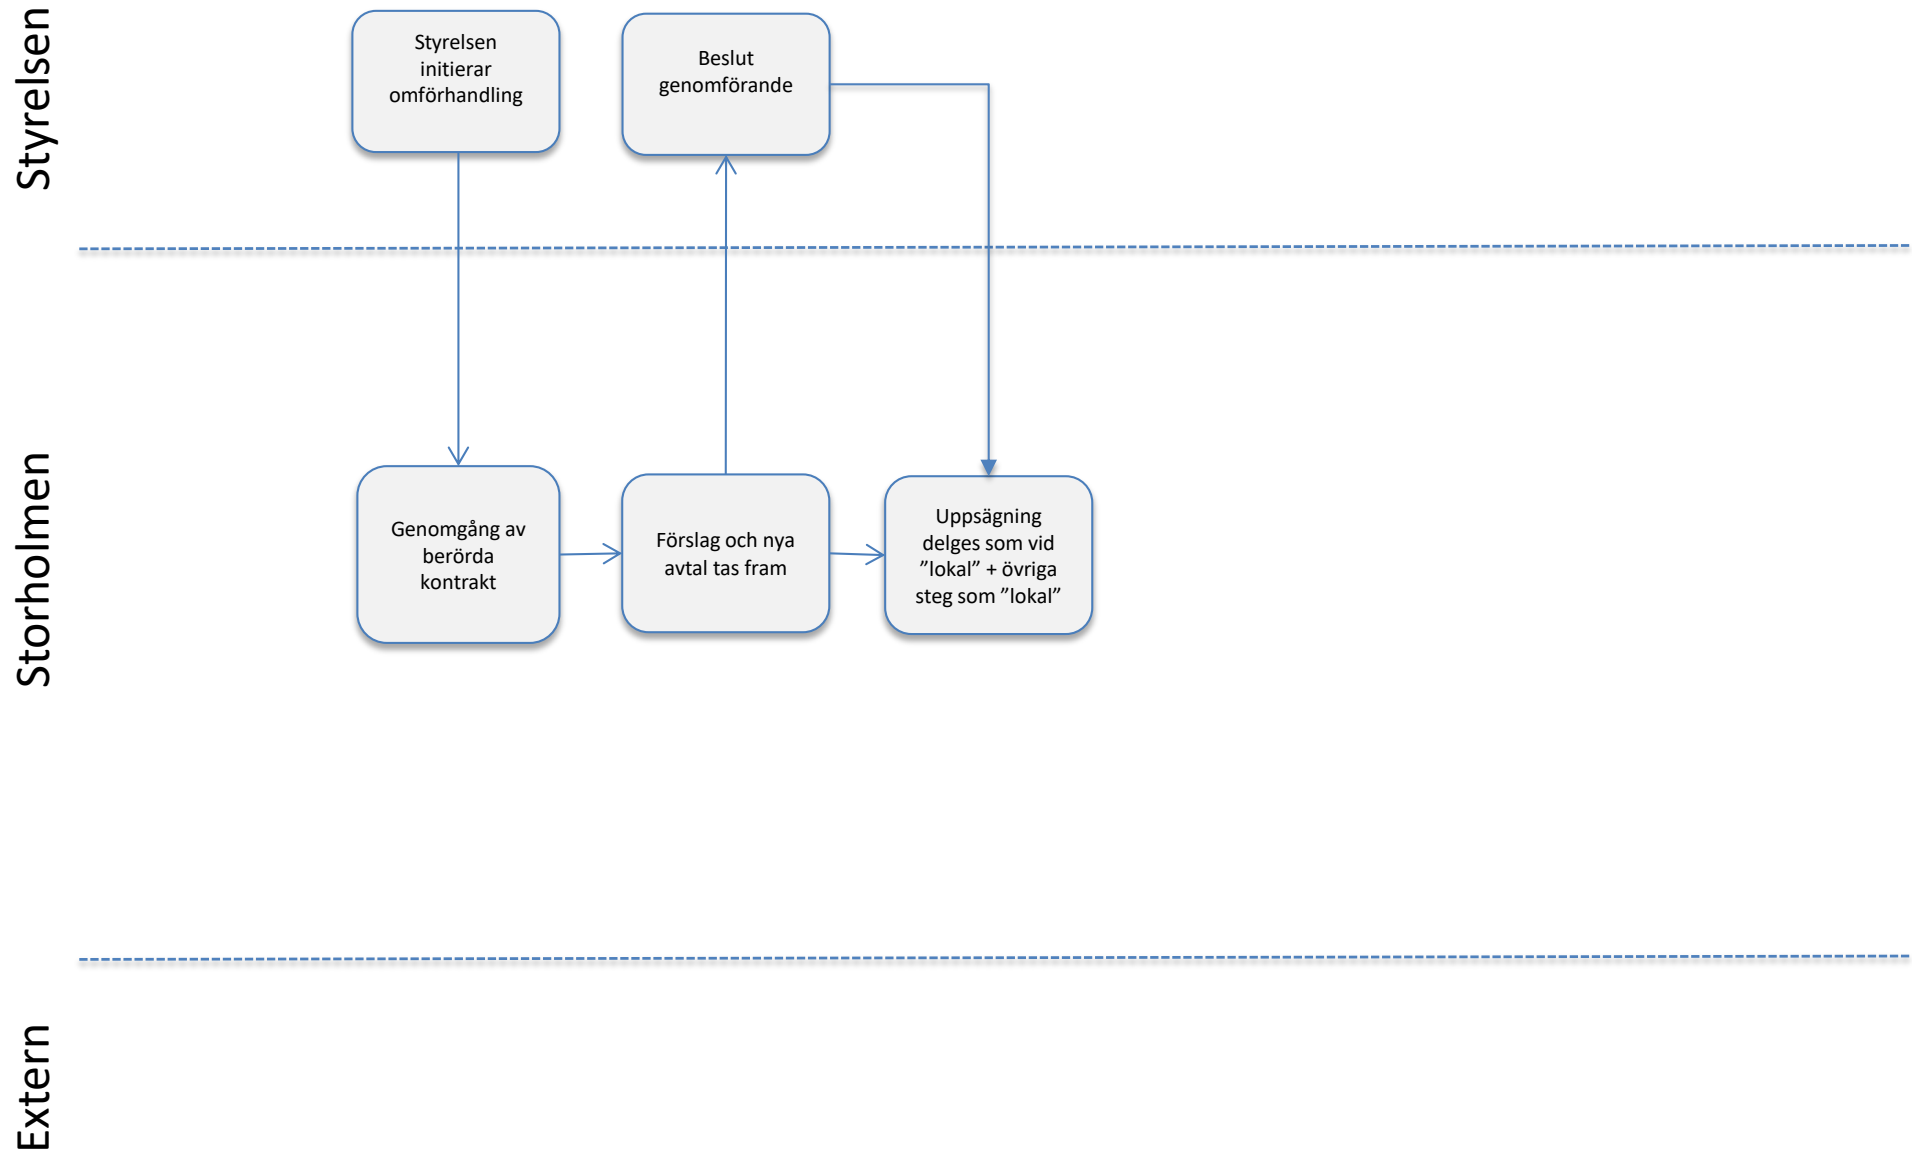 Styrelsen
Styrelsen
initierar
omförhandling
Beslut
genomförande
Storholmen
Genomgång av
berörda
kontrakt
Förslag och nya
avtal tas fram
Uppsägning
delges som vid
”lokal” + övriga
steg som ”lokal”
Extern